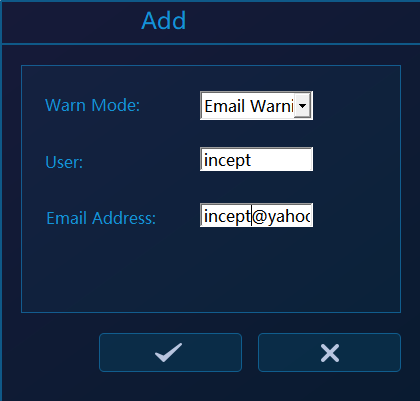 Add
Warn Mode: Email Warni
User: incept
Email Address: incept@yahoo